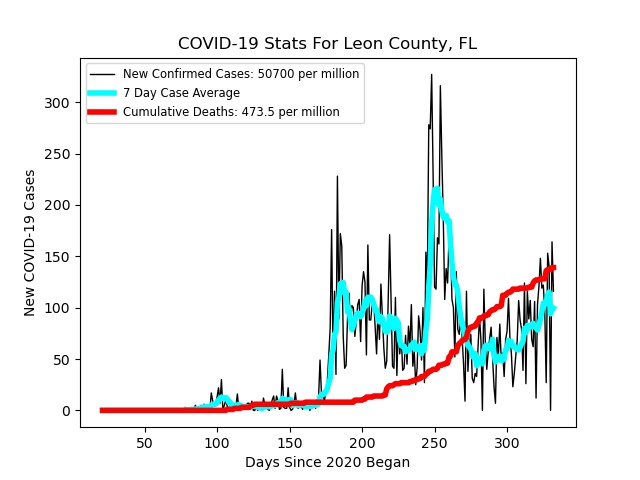 COVID-19 Stats For Leon County, FL
New Confirmed Cases: 50700 per million
7 Day Case Average
Cumulative Deaths: 473.5 per million
New COVID-19 Cases
300
250
200
150
100
50
0
50 100 150 200 250 300
Days Since 2020 Began